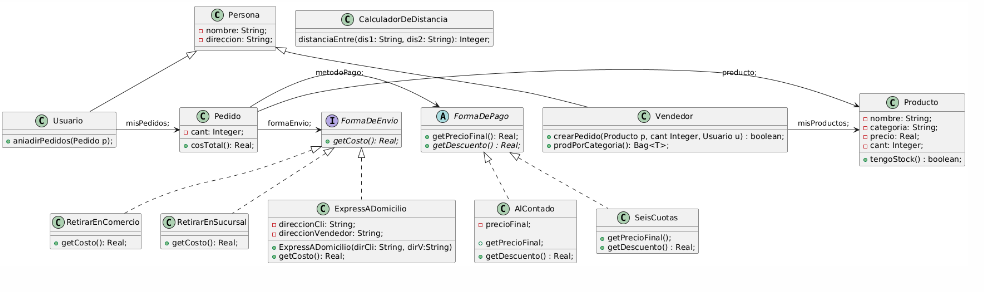 C Persona
nombre: String;
direccion: String;
C CalculadorDeDistancia
distanciaEntre(dis1: String, dis2: String): Integer;
metodoPago;
producto;
C Usuario
aniadirPedidos(Pedido p);
misPedidos;
C Pedido
cant: Integer;
cosTotal(): Real;
formaEnvio;
I FormaDeEnvio
getCosto(): Real;
A FormaDePago
getPrecioFinal(): Real;
getDescuento() : Real;
C Vendedor
crearPedido(Producto p, cant Integer, Usuario u) : boolean;
prodPorCategoria(): Bag<T>;
misProductos;
C Producto
nombre: String;
categoria: String;
precio: Real;
cant: Integer;
tengoStock() : boolean;
C RetirarEnComercio
getCosto(): Real;
C RetirarEnSucursal
getCosto(): Real;
C ExpressADomicilio
direccionCli: String;
direccionVendedor: String;
ExpressADomicilio(dirCli: String, dirV:String)
getCosto(): Real;
C AlContado
precioFinal;
getPrecioFinal;
getDescuento() : Real;
C SeisCuotas
getPrecioFinal();
getDescuento() : Real;